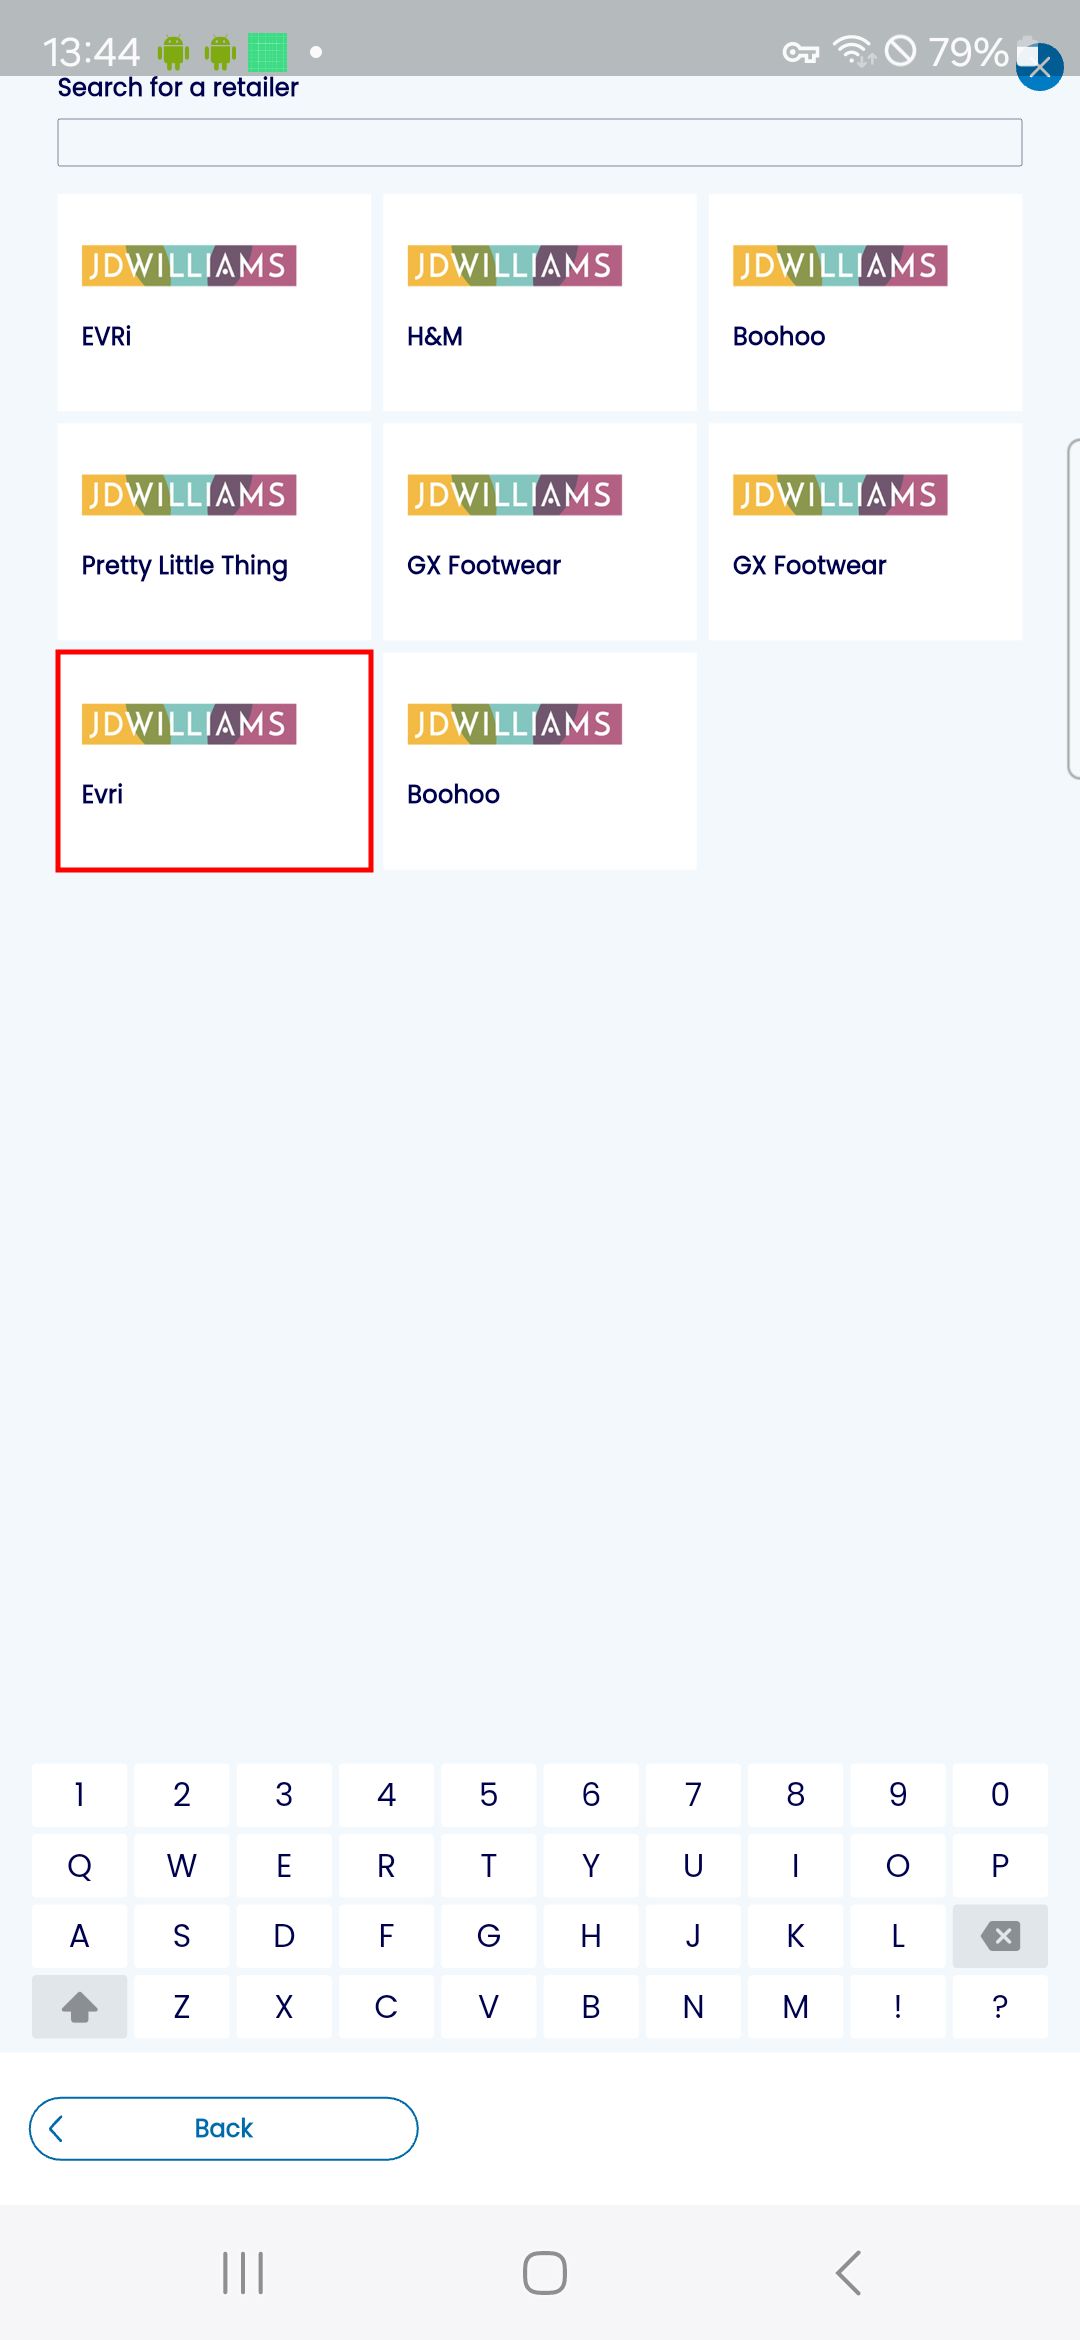 13:44 79%
Search for a retailer
JDWILLIAMS JDWILLIAMS JDWILLIAMS
EVRi H&M Boohoo
JDWILLIAMS JDWILLIAMS JDWILLIAMS
Pretty Little Thing GX Footwear GX Footwear
JDWILLIAMS JDWILLIAMS
Evri Boohoo
1 2 3 4 5 6 7 8 9 0
Q W E R T Y U I O P
A S D F G H J K L
Z X C V B N M ! ?
Back